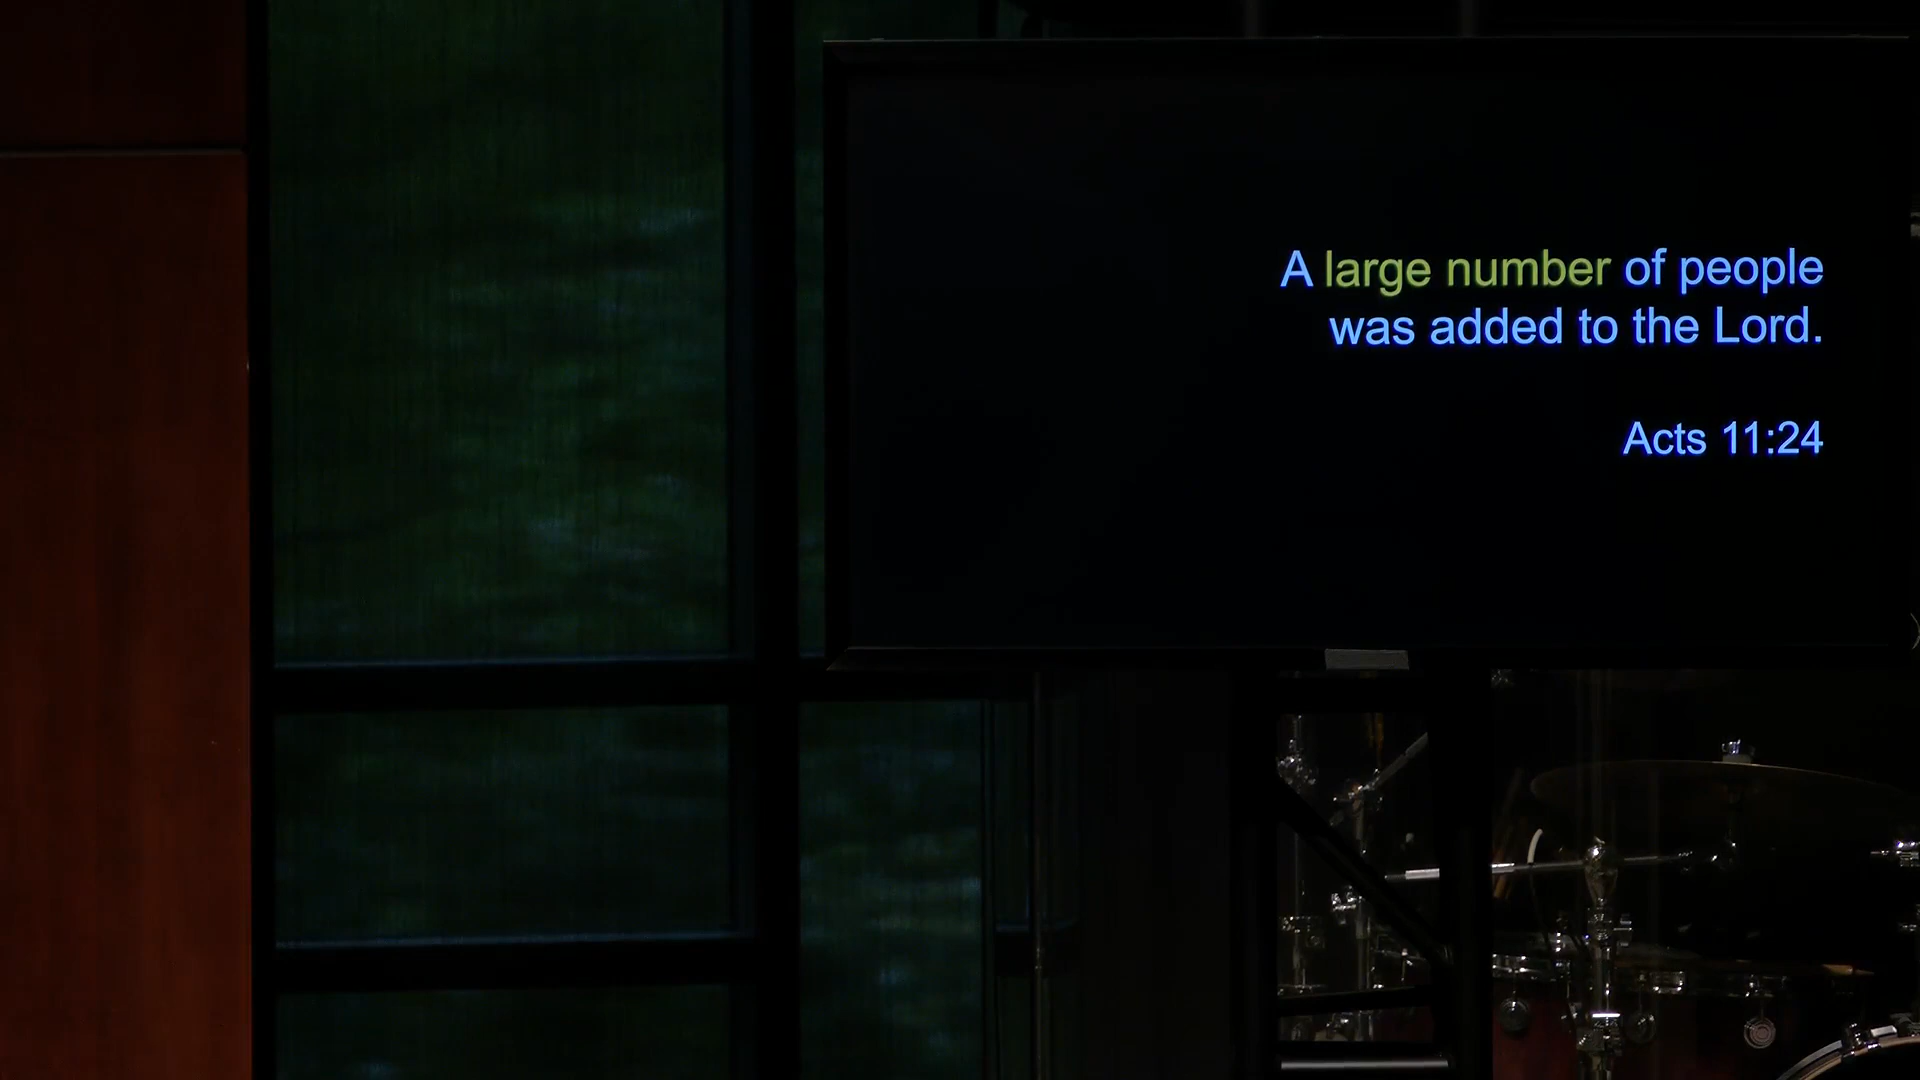 A large number of people
was added to the Lord.
Acts 11:24